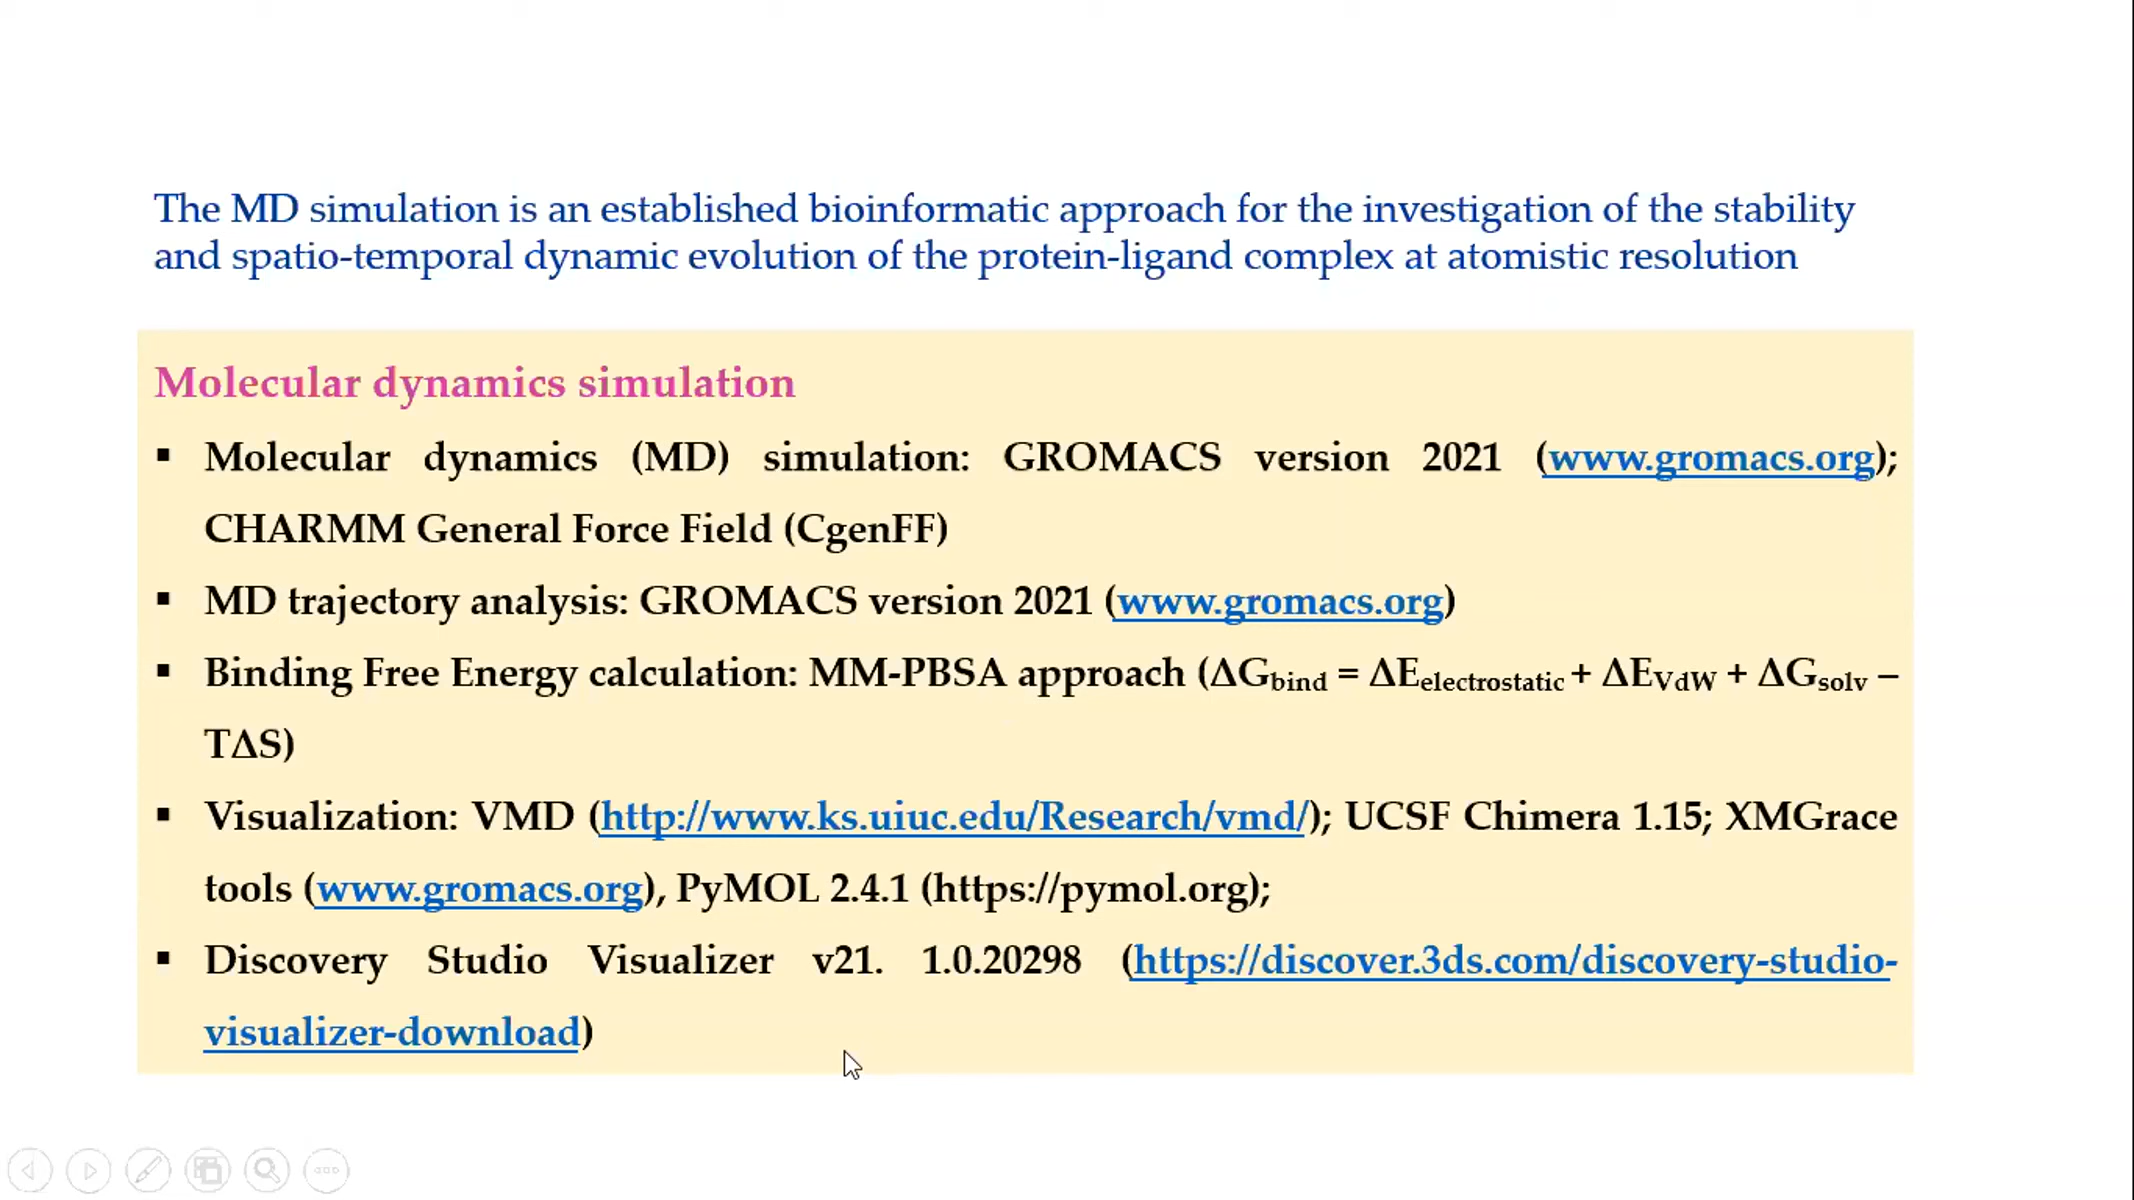 The MD simulation is an established bioinformatic approach for the investigation of the stability
and spatio-temporal dynamic evolution of the protein-ligand complex at atomistic resolution
Molecular dynamics simulation
▪ Molecular dynamics (MD) simulation: GROMACS version 2021 (www.gromacs.org);
CHARMM General Force Field (CgenFF)
▪ MD trajectory analysis: GROMACS version 2021 (www.gromacs.org)
▪ Binding Free Energy calculation: MM-PBSA approach (ΔGbind = ΔEelectrostatic + ΔEVdW + ΔGsolv –
TΔS)
▪ Visualization: VMD (http://www.ks.uiuc.edu/Research/vmd/); UCSF Chimera 1.15; XMGrace
tools (www.gromacs.org), PyMOL 2.4.1 (https://pymol.org);
▪ Discovery Studio Visualizer v21. 1.0.20298 (https://discover.3ds.com/discovery-studio-
visualizer-download)